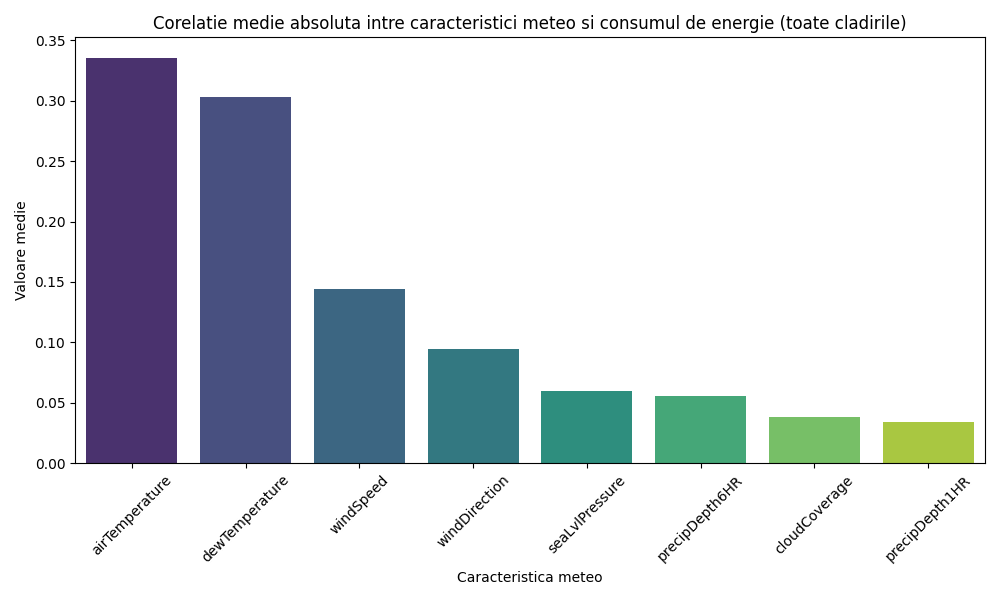 Corelatie medie absoluta intre caracteristici meteo si consumul de energie (toate cladirile)
Valoare medie
0.35
0.30
0.25
0.20
0.15
0.10
0.05
0.00
airTemperature
dewTemperature
windSpeed
windDirection
seaLvlPressure
precipDepth6HR
cloudCoverage
precipDepth1HR
Caracteristica meteo